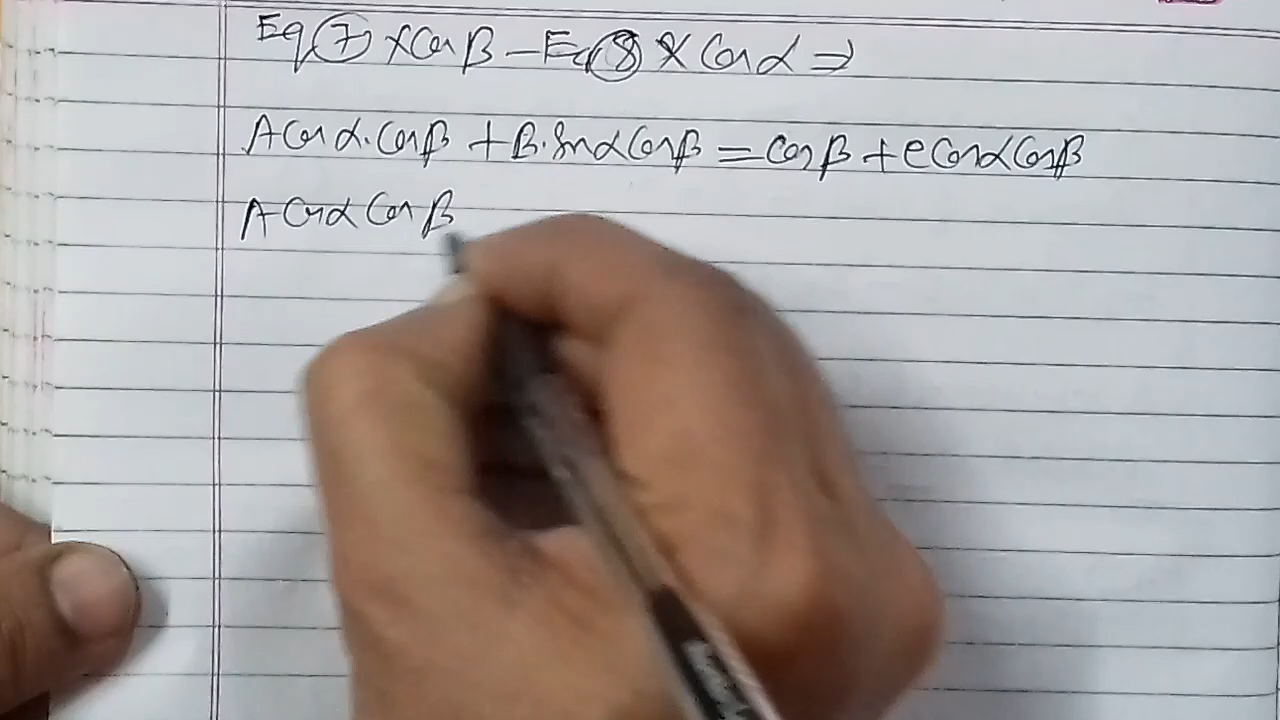 Eq ⑦ × Cos β − Eq ⑧ × Cos α ⇒
A Cos α . Cos β + B . Sin α Cos β = Cos β + e Cos α Cos β
A Cos α Cos β